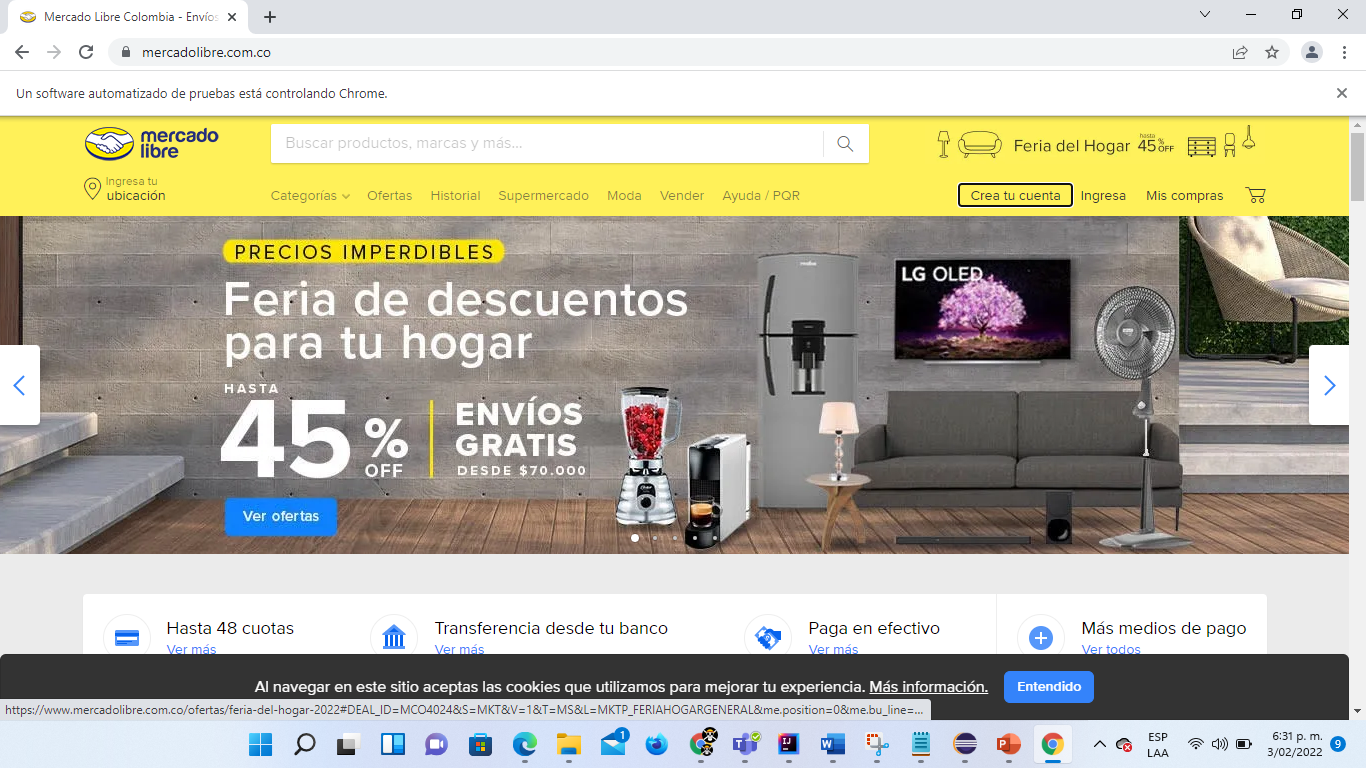 Mercado Libre Colombia - Envíos
mercadolibre.com.co
Un software automatizado de pruebas está controlando Chrome.
mercado
libre
Buscar productos, marcas y más...
Feria del Hogar hasta 45% OFF
Ingresa tu
ubicación
Categorías Ofertas Historial Supermercado Moda Vender Ayuda / PQR
Crea tu cuenta Ingresa Mis compras
PRECIOS IMPERDIBLES
Feria de descuentos
para tu hogar
HASTA
45% OFF
ENVÍOS
GRATIS
DESDE $70.000
Ver ofertas
LG OLED
Hasta 48 cuotas
Ver más
Transferencia desde tu banco
Ver más
Paga en efectivo
Ver más
Más medios de pago
Ver todos
Al navegar en este sitio aceptas las cookies que utilizamos para mejorar tu experiencia. Más información.
Entendido
https://www.mercadolibre.com.co/ofertas/feria-del-hogar-2022#DEAL_ID=MCO4024&S=MKT&V=1&T=MS&L=MKTP_FERIAHOGARGENERAL&me.position=0&me.bu_line=...
1
ESP
LAA
6:31 p. m.
3/02/2022
9